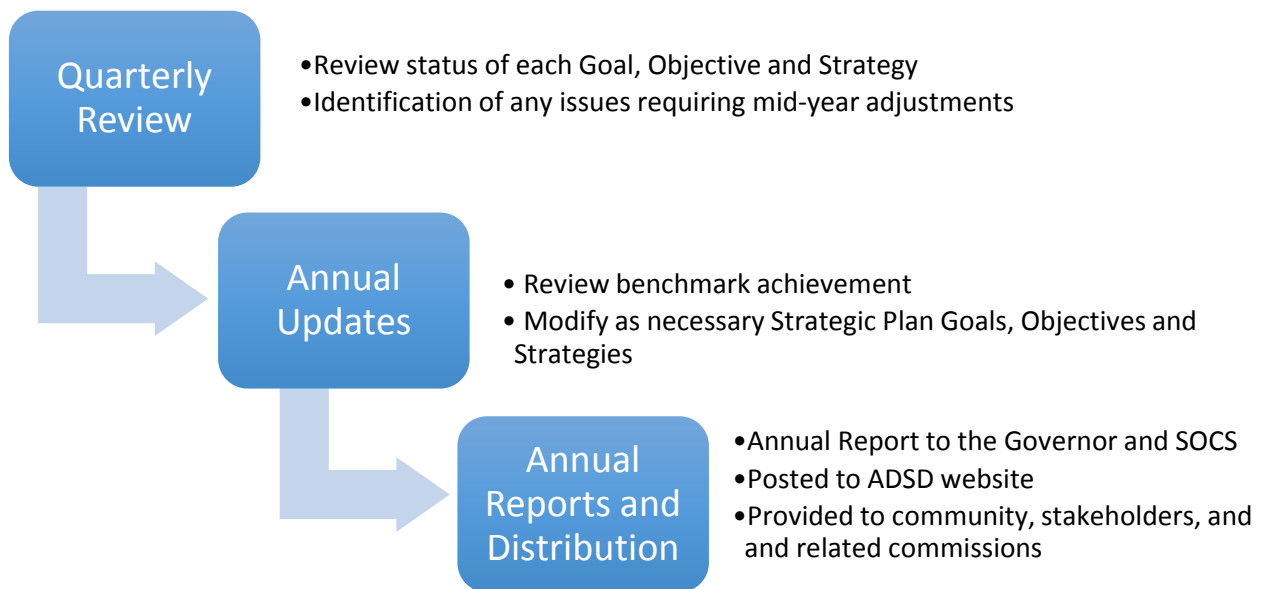 Quarterly
Review
•Review status of each Goal, Objective and Strategy
•Identification of any issues requiring mid-year adjustments
Annual
Updates
• Review benchmark achievement
• Modify as necessary Strategic Plan Goals, Objectives and
Strategies
Annual
Reports and
Distribution
•Annual Report to the Governor and SOCS
•Posted to ADSD website
•Provided to community, stakeholders, and
and related commissions